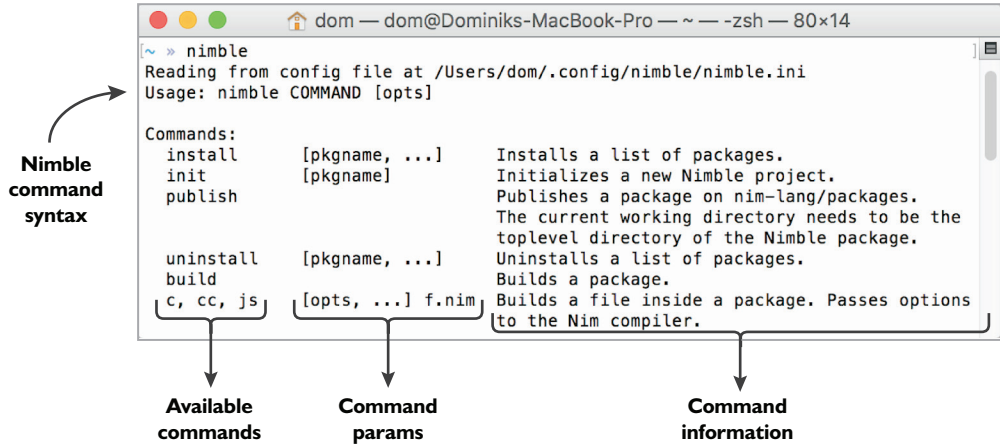 dom — dom@Dominiks-MacBook-Pro — ~ — -zsh — 80×14
[~ » nimble ]
Reading from config file at /Users/dom/.config/nimble/nimble.ini
Usage: nimble COMMAND [opts]
Commands:
install [pkgname, ...] Installs a list of packages.
init [pkgname] Initializes a new Nimble project.
publish Publishes a package on nim-lang/packages.
The current working directory needs to be the
toplevel directory of the Nimble package.
uninstall [pkgname, ...] Uninstalls a list of packages.
build Builds a package.
c, cc, js [opts, ...] f.nim Builds a file inside a package. Passes options
to the Nim compiler.
Nimble
command
syntax
Available
commands
Command
params
Command
information